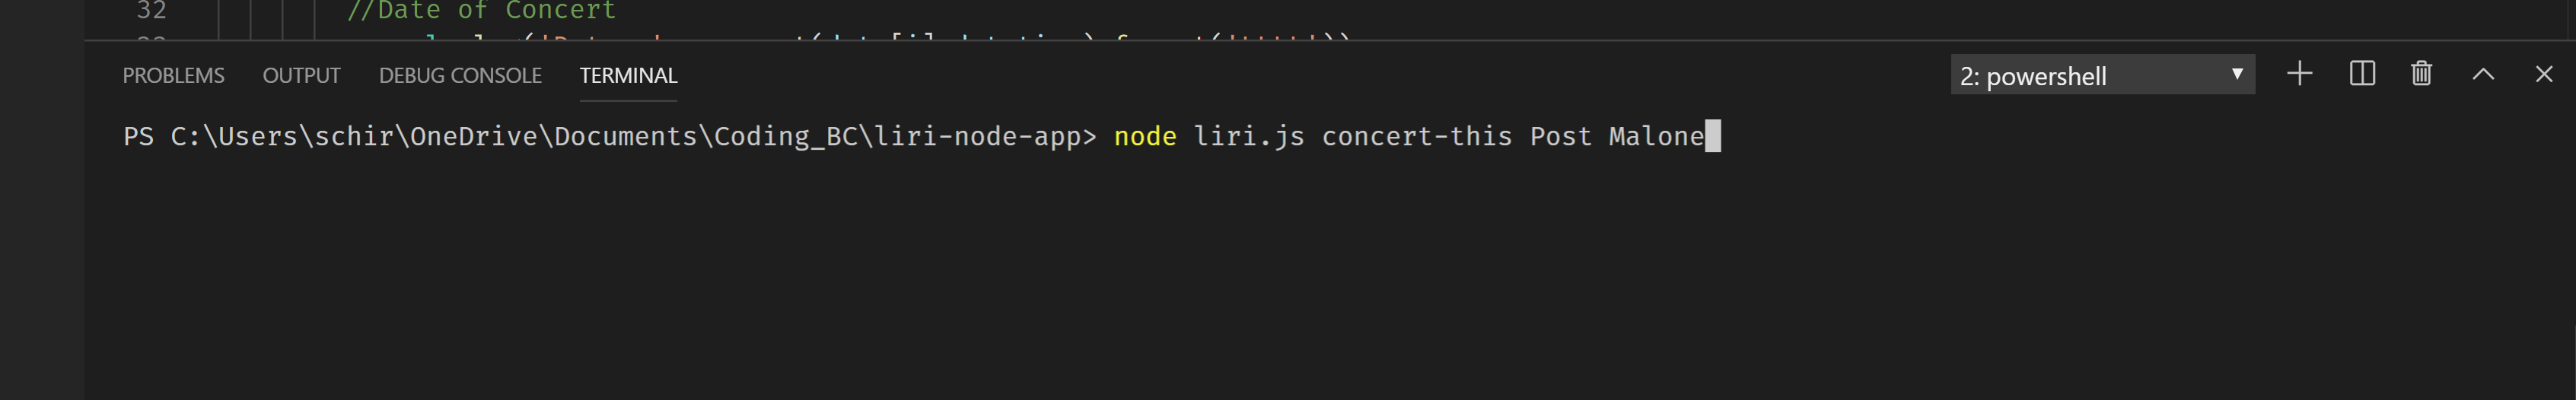 32 //Date of Concert
PROBLEMS OUTPUT DEBUG CONSOLE TERMINAL 2: powershell
PS C:\Users\schir\OneDrive\Documents\Coding_BC\liri-node-app> node liri.js concert-this Post Malone